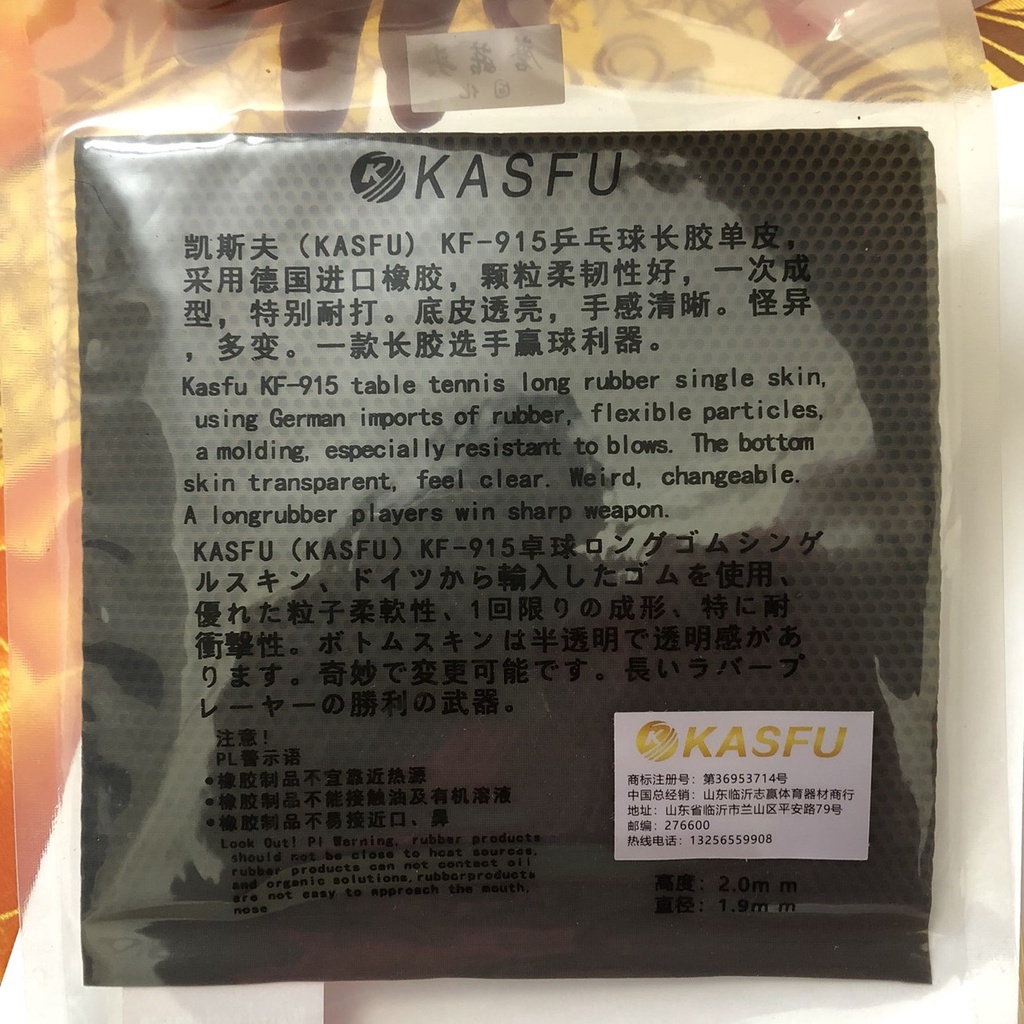 KASFU
凯斯夫（KASFU）KF-915乒乓球长胶单皮，
采用德国进口橡胶，颗粒柔韧性好，一次成
型，特别耐打。底皮透亮，手感清晰。怪异
，多变。一款长胶选手赢球利器。
Kasfu KF-915 table tennis long rubber single skin,
using German imports of rubber, flexible particles,
a molding, especially resistant to blows. The bottom
skin transparent, feel clear. Weird, changeable.
A longrubber players win sharp weapon.
KASFU（KASFU）KF-915卓球ロングゴムシング
ルスキン、ドイツから輸入したゴムを使用、
優れた粒子柔軟性、1回限りの成形、特に耐
衝撃性。ボトムスキンは半透明で透明感があ
ります。奇妙で変更可能です。長いラバープ
レーヤーの勝利の武器。
注意！
PL警示语
•橡胶制品不宜靠近热源
•橡胶制品不能接触油及有机溶液
•橡胶制品不易接近口、鼻
Look Out! Pl Warning, rubber products
should not be close to heat sources,
rubber products can not contact oil
and organic solutions,rubberproducts
are not easy to approach the mouth,
nose
KASFU
商标注册号：第36953714号
中国总经销：山东临沂志赢体育器材商行
地址：山东省临沂市兰山区平安路79号
邮编：276600
热线电话：13256559908
高度：2.0m m
直径：1.9m m